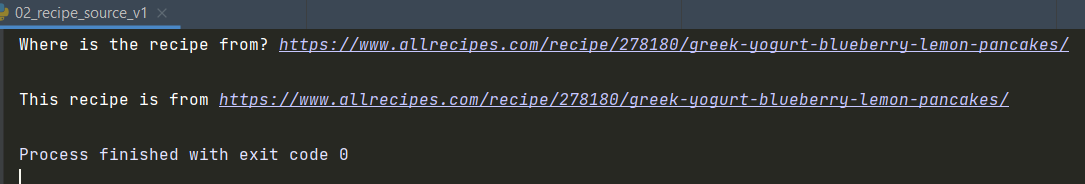 02_recipe_source_v1
Where is the recipe from? https://www.allrecipes.com/recipe/278180/greek-yogurt-blueberry-lemon-pancakes/
This recipe is from https://www.allrecipes.com/recipe/278180/greek-yogurt-blueberry-lemon-pancakes/
Process finished with exit code 0